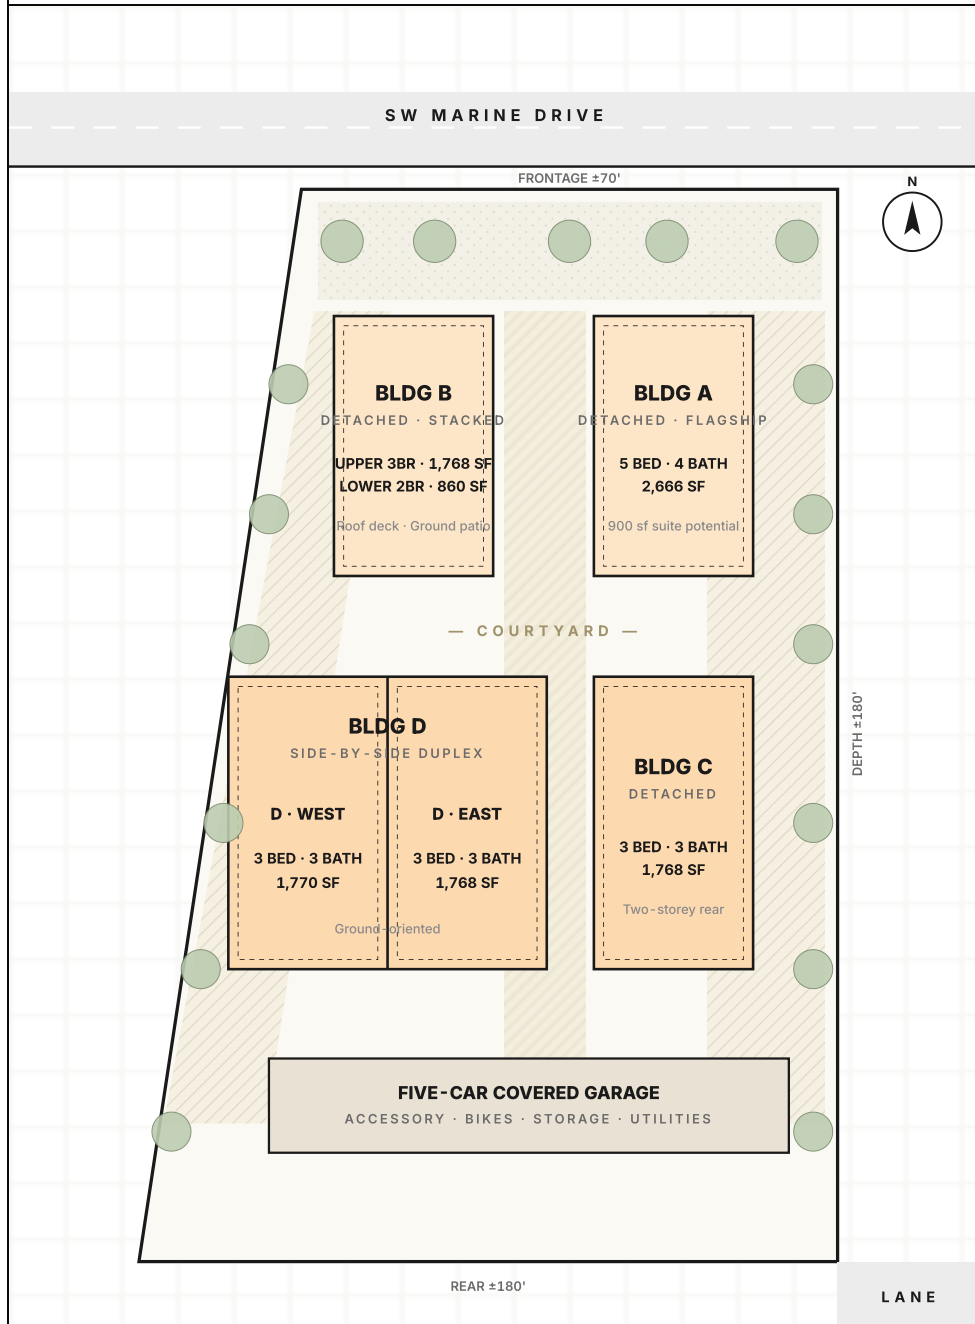 SW MARINE DRIVE
FRONTAGE ±70'
N
BLDG B
DETACHED · STACKED
UPPER 3BR · 1,768 SF
LOWER 2BR · 860 SF
Roof deck · Ground patio
BLDG A
DETACHED · FLAGSHIP
5 BED · 4 BATH
2,666 SF
900 sf suite potential
— COURTYARD —
BLDG D
SIDE-BY-SIDE DUPLEX
D · WEST
3 BED · 3 BATH
1,770 SF
D · EAST
3 BED · 3 BATH
1,768 SF
Ground-oriented
BLDG C
DETACHED
3 BED · 3 BATH
1,768 SF
Two-storey rear
DEPTH ±180'
FIVE-CAR COVERED GARAGE
ACCESSORY · BIKES · STORAGE · UTILITIES
REAR ±180'
LANE